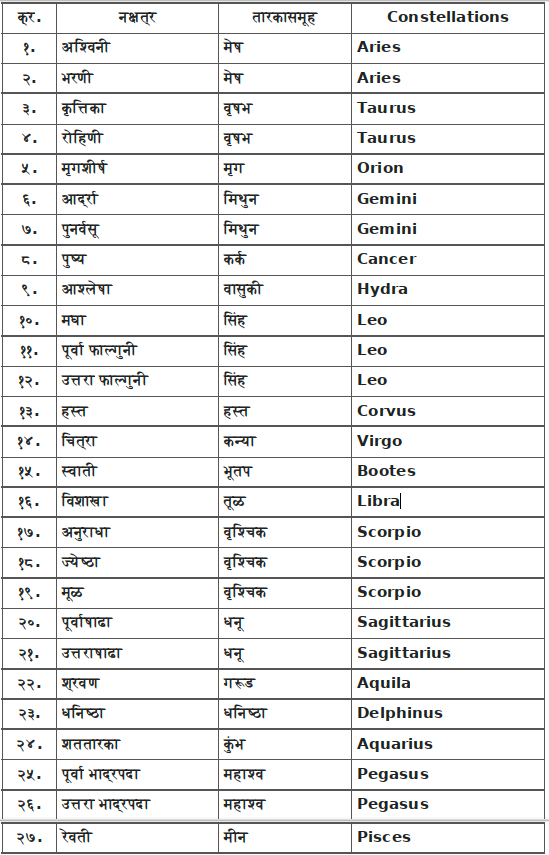 क्र. नक्षत्र तारकासमूह Constellations
१. अश्विनी मेष Aries
२. भरणी मेष Aries
३. कृत्तिका वृषभ Taurus
४. रोहिणी वृषभ Taurus
५. मृगशीर्ष मृग Orion
६. आर्द्रा मिथुन Gemini
७. पुनर्वसू मिथुन Gemini
८. पुष्य कर्क Cancer
९. आश्लेषा वासुकी Hydra
१०. मघा सिंह Leo
११. पूर्वा फाल्गुनी सिंह Leo
१२. उत्तरा फाल्गुनी सिंह Leo
१३. हस्त हस्त Corvus
१४. चित्रा कन्या Virgo
१५. स्वाती भूतप Bootes
१६. विशाखा तूळ Libra
१७. अनुराधा वृश्चिक Scorpio
१८. ज्येष्ठा वृश्चिक Scorpio
१९. मूळ वृश्चिक Scorpio
२०. पूर्वाषाढा धनू Sagittarius
२१. उत्तराषाढा धनू Sagittarius
२२. श्रवण गरूड Aquila
२३. धनिष्ठा धनिष्ठा Delphinus
२४. शततारका कुंभ Aquarius
२५. पूर्वा भाद्रपदा महाश्व Pegasus
२६. उत्तरा भाद्रपदा महाश्व Pegasus
२७. रेवती मीन Pisces